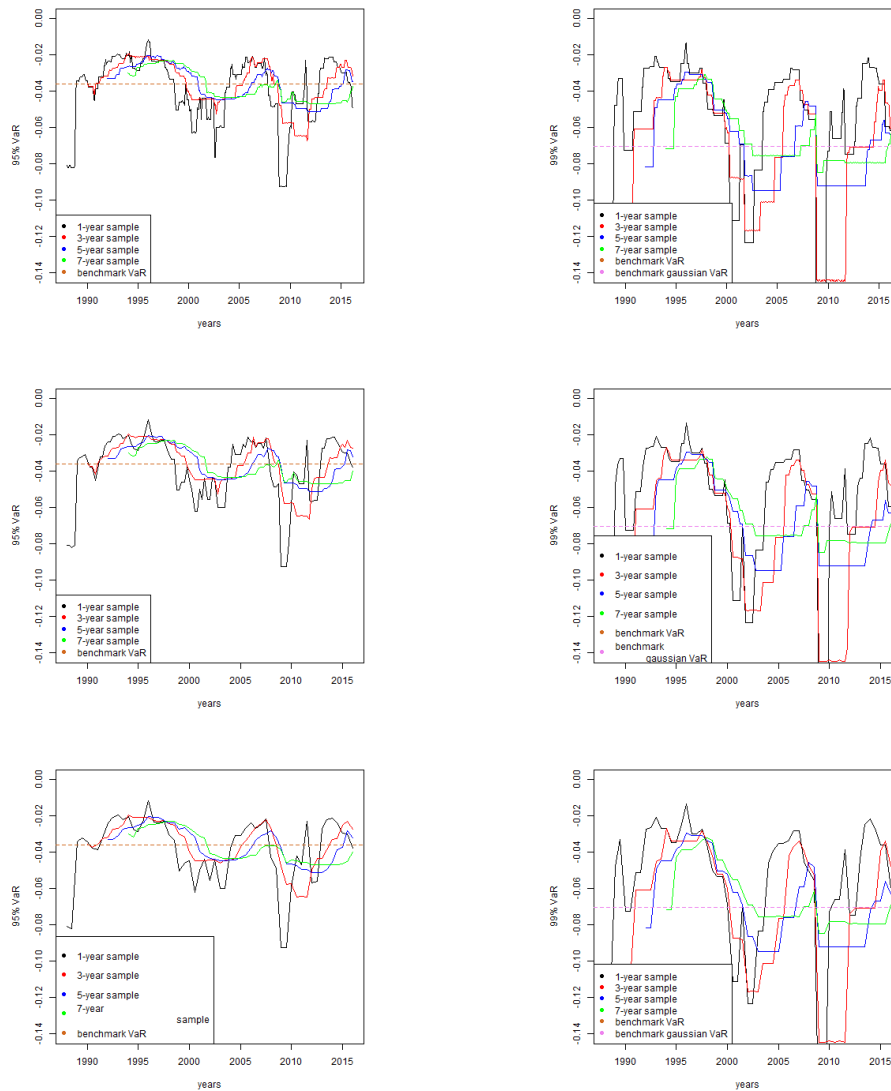 0.00
-0.02
-0.04
-0.06
-0.08
-0.10
-0.12
-0.14
95% VaR
1-year sample
3-year sample
5-year sample
7-year sample
benchmark VaR
1990 1995 2000 2005 2010 2015
years
0.00
-0.02
-0.04
-0.06
-0.08
-0.10
-0.12
-0.14
99% VaR
1-year sample
3-year sample
5-year sample
7-year sample
benchmark VaR
benchmark gaussian VaR
1990 1995 2000 2005 2010 2015
years
0.00
-0.02
-0.04
-0.06
-0.08
-0.10
-0.12
-0.14
95% VaR
1-year sample
3-year sample
5-year sample
7-year sample
benchmark VaR
1990 1995 2000 2005 2010 2015
years
0.00
-0.02
-0.04
-0.06
-0.08
-0.10
-0.12
-0.14
99% VaR
1-year sample
3-year sample
5-year sample
7-year sample
benchmark VaR
benchmark
gaussian VaR
1990 1995 2000 2005 2010 2015
years
0.00
-0.02
-0.04
-0.06
-0.08
-0.10
-0.12
-0.14
95% VaR
1-year sample
3-year sample
5-year sample
7-year
sample
benchmark VaR
1990 1995 2000 2005 2010 2015
years
0.00
-0.02
-0.04
-0.06
-0.08
-0.10
-0.12
-0.14
99% VaR
1-year sample
3-year sample
5-year sample
7-year sample
benchmark VaR
benchmark gaussian VaR
1990 1995 2000 2005 2010 2015
years